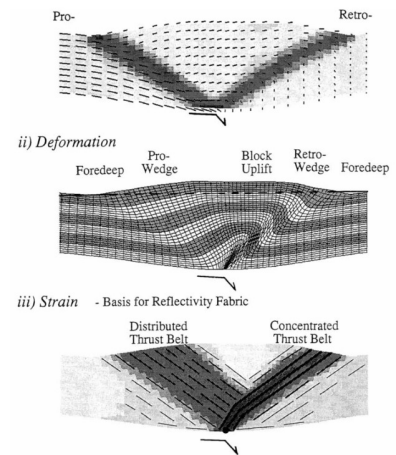 Pro- Retro-
ii) Deformation
Foredeep Pro-Wedge Block Uplift Retro-Wedge Foredeep
iii) Strain - Basis for Reflectivity Fabric
Distributed Thrust Belt Concentrated Thrust Belt